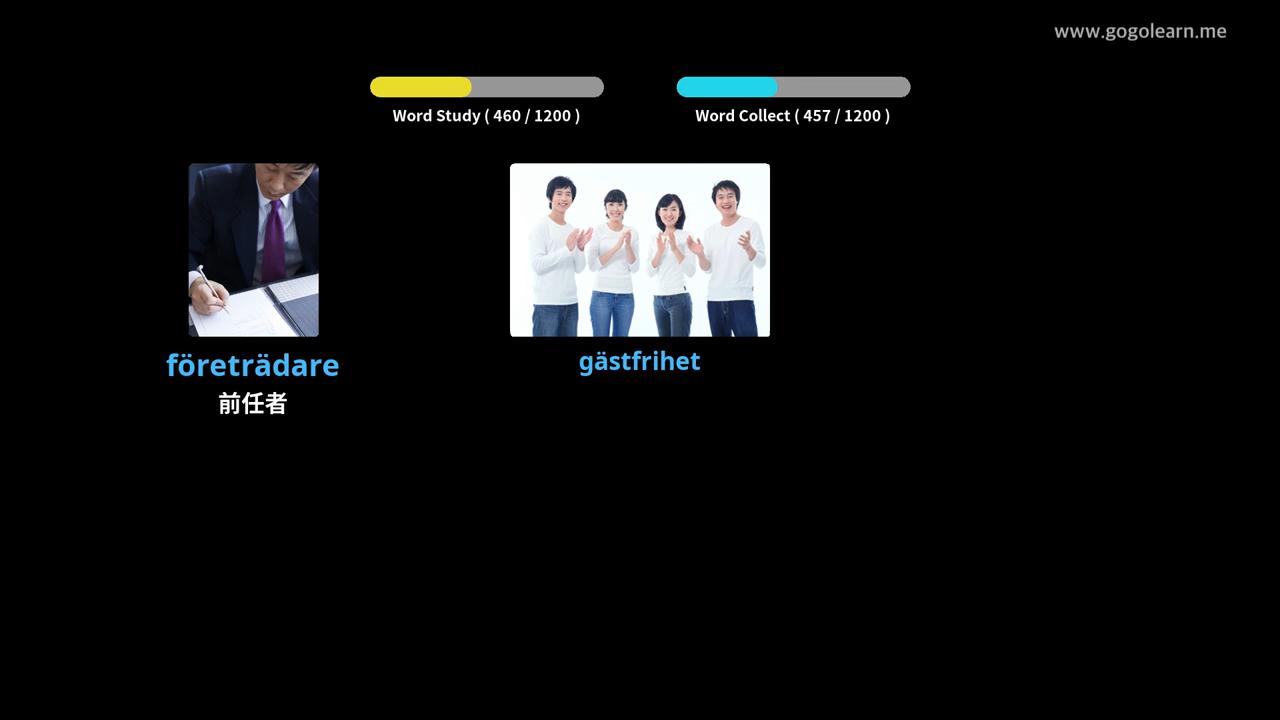 www.gogolearn.me
Word Study ( 460 / 1200 )
Word Collect ( 457 / 1200 )
företrädare
前任者
gästfrihet